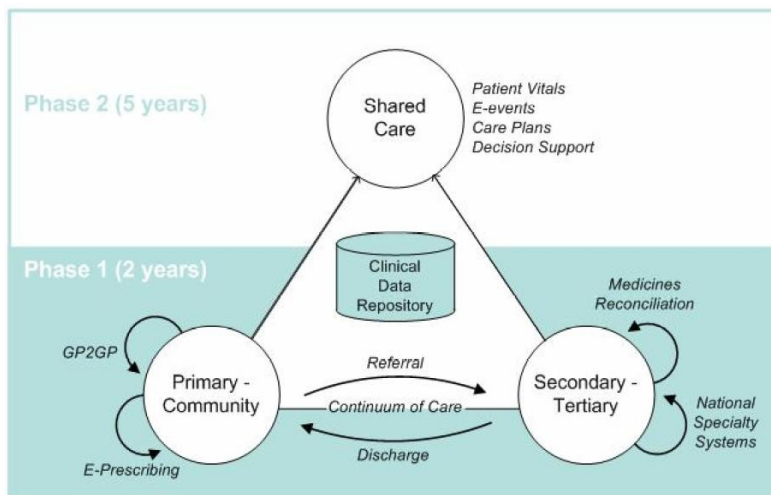 Phase 2 (5 years)
Shared
Care
Patient Vitals
E-events
Care Plans
Decision Support
Phase 1 (2 years)
Clinical
Data
Repository
Medicines
Reconciliation
GP2GP
Primary -
Community
Referral
Continuum of Care
Discharge
Secondary -
Tertiary
National
Specialty
Systems
E-Prescribing